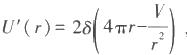 U′(r) = 2δ(4πr − V/r²),